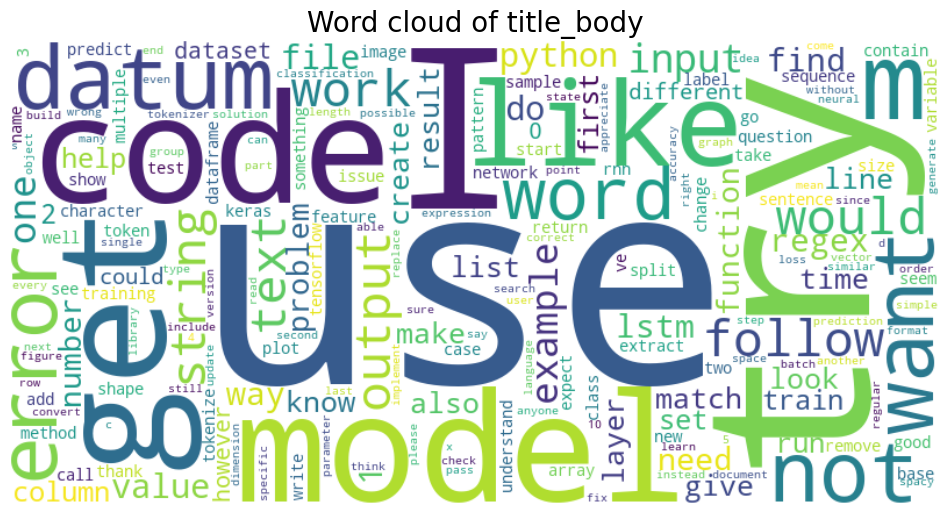 Word cloud of title_body
3
predict
end
dataset
file
image
python
input
find
contain
datum
code
I
like
m
even
classification
work
result
sample
do
label
sequence
idea
come
name
build
wrong
tokenizer
solution
length
possible
pattern
different
without
neural
variable
multiple
many
can
something
create
0
first
state
appreciate
go
question
object
help
group
part
dataframe
start
accuracy
graph
take
show
test
issue
network
point
rnn
right
size
generate
one
mean
line
2
character
keras
feature
expression
word
change
sentence
since
would
well
token
able
return
function
single
string
text
problem
tensorflow
replace
correct
regex
d
error
get
could
use
list
ve
split
loss
vector
similar
order
time
seem
every
see
type
version
read
output
search
user
example
lstm
step
prediction
simple
training
library
include
4
second
make
sure
say
extract
two
follow
format
want
next
number
figure
still
update
plot
case
expect
space
batch
another
row
shape
way
implement
language
class
match
look
regular
add
convert
tokenize
know
last
also
anyone
set
train
try
method
c
however
model
please
understand
10
layer
new
5
run
remove
not
good
call
thank
dimension
specific
write
parameter
think
1
x
check
pass
array
need
learn
instead
document
base
column
value
fix
give
spacy